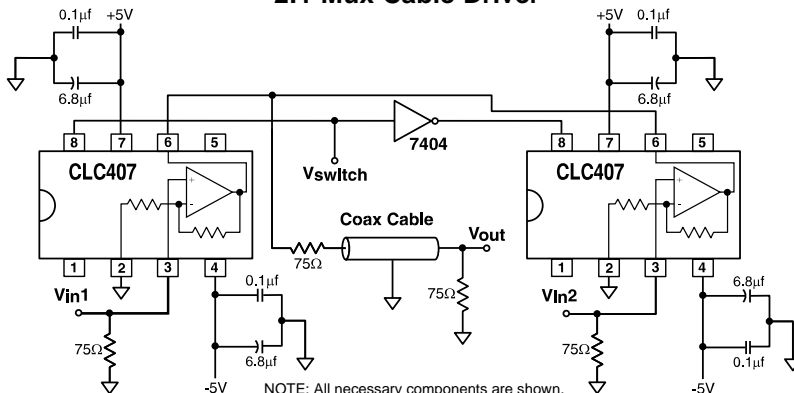 2:1 Mux Cable Driver
0.1µf
+5V
6.8µf
+5V
0.1µf
6.8µf
8
7
6
5
7404
8
7
6
5
CLC407
Vswitch
CLC407
+
-
+
-
Coax Cable
Vout
75Ω
1
2
3
4
75Ω
1
2
3
4
Vin1
0.1µf
VIn2
6.8µf
75Ω
6.8µf
75Ω
0.1µf
-5V
NOTE: All necessary components are shown.
-5V